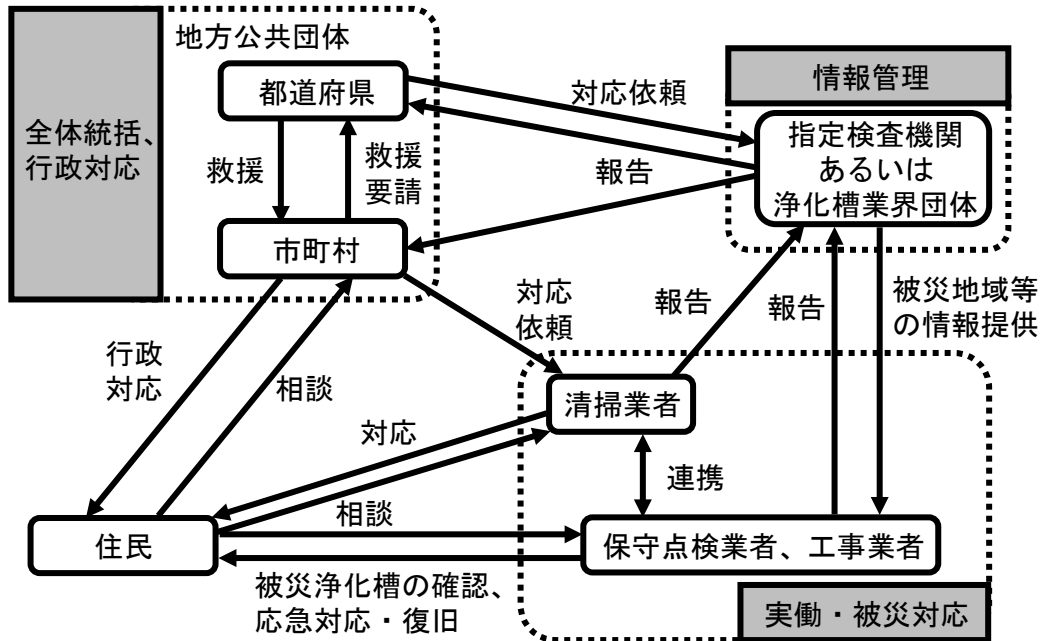 地方公共団体
全体統括、
行政対応
都道府県
救援
救援
要請
市町村
対応依頼
報告
情報管理
指定検査機関
あるいは
浄化槽業界団体
対応
依頼
報告
報告
被災地域等
の情報提供
行政
対応
相談
対応
清掃業者
連携
相談
住民
保守点検業者、工事業者
被災浄化槽の確認、
応急対応・復旧
実働・被災対応